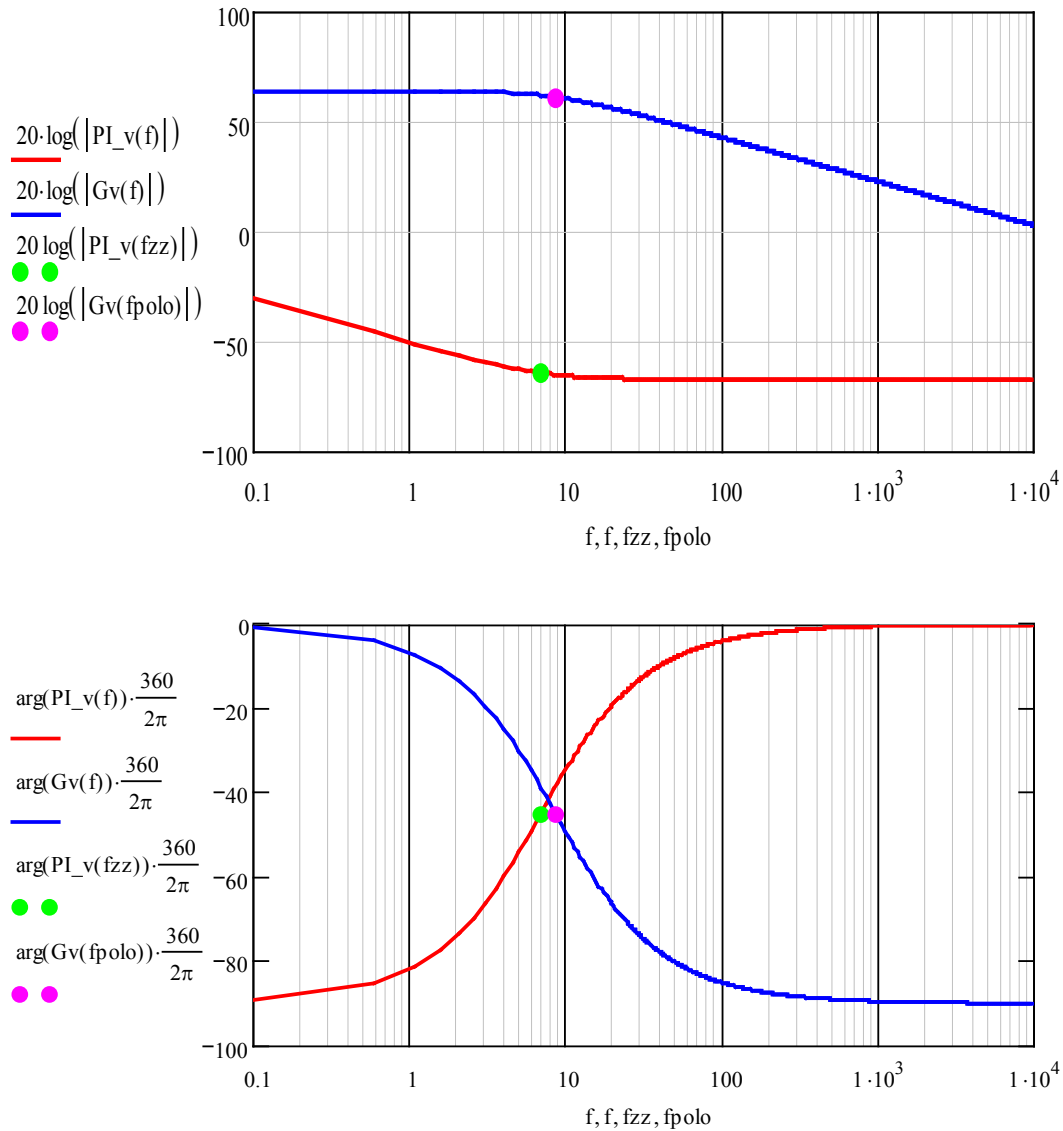 100
50
0
−50
−100
20·log(|PI_v(f)|)
20·log(|Gv(f)|)
20 log(|PI_v(fzz)|)
20 log(|Gv(fpolo)|)
0.1 1 10 100 1·10³ 1·10⁴
f, f, fzz, fpolo
0
−20
−40
−60
−80
−100
arg(PI_v(f))·360/2π
arg(Gv(f))·360/2π
arg(PI_v(fzz))·360/2π
arg(Gv(fpolo))·360/2π
0.1 1 10 100 1·10³ 1·10⁴
f, f, fzz, fpolo